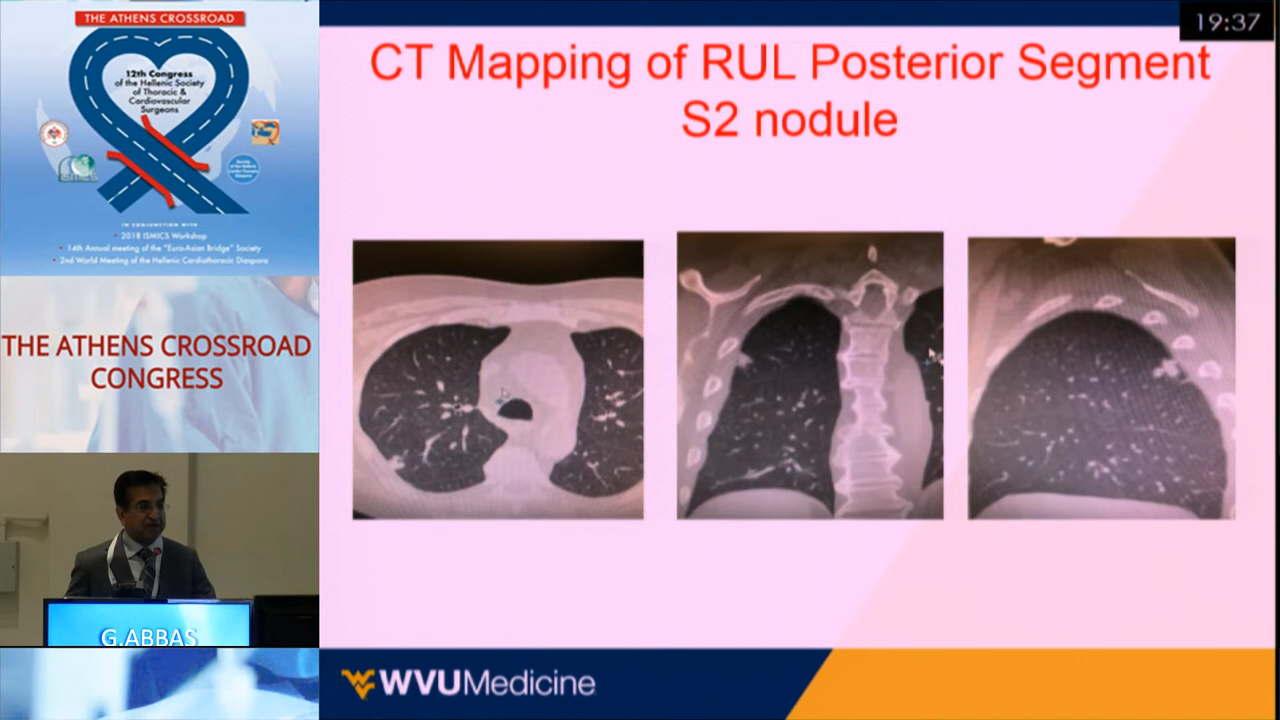 THE ATHENS CROSSROAD
12th Congress
of the Hellenic Society
of Thoracic &
Cardiovascular
Surgeons
IN CONJUNCTION WITH
• 2018 ISMICS Workshop
• 14th Annual meeting of the "Euro-Asian Bridge" Society
• 2nd World Meeting of the Hellenic Cardiothoracic Diaspora
THE ATHENS CROSSROAD
CONGRESS
G.ABBAS
19:37
CT Mapping of RUL Posterior Segment
S2 nodule
WVUMedicine